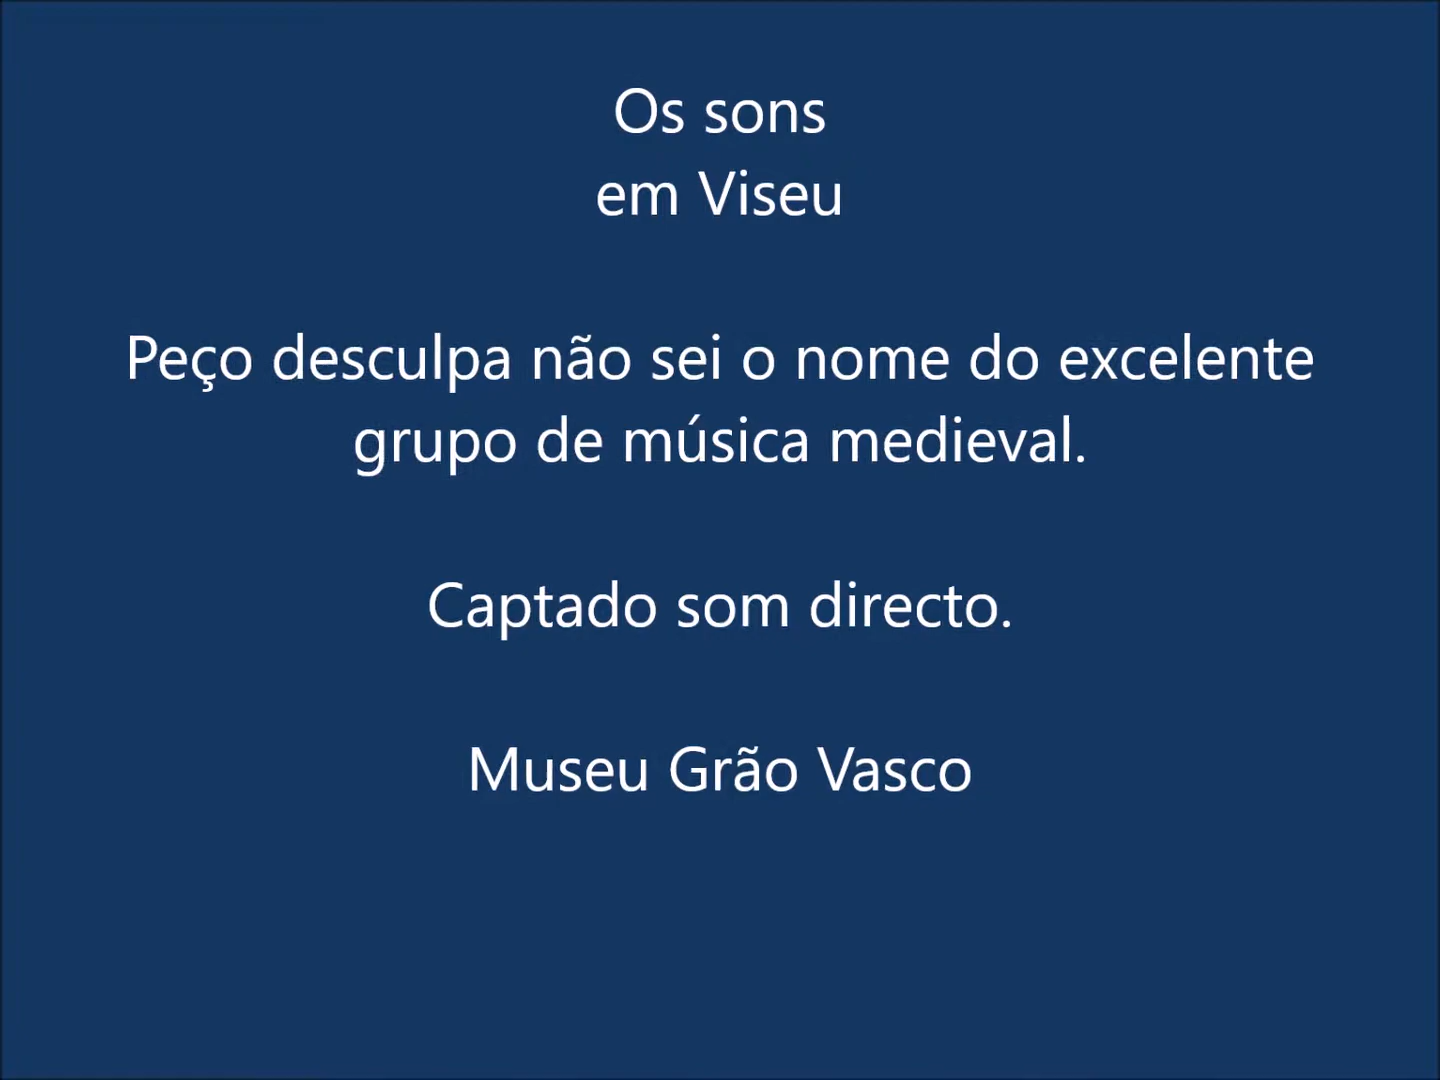 Os sons
em Viseu
Peço desculpa não sei o nome do excelente
grupo de música medieval.
Captado som directo.
Museu Grão Vasco